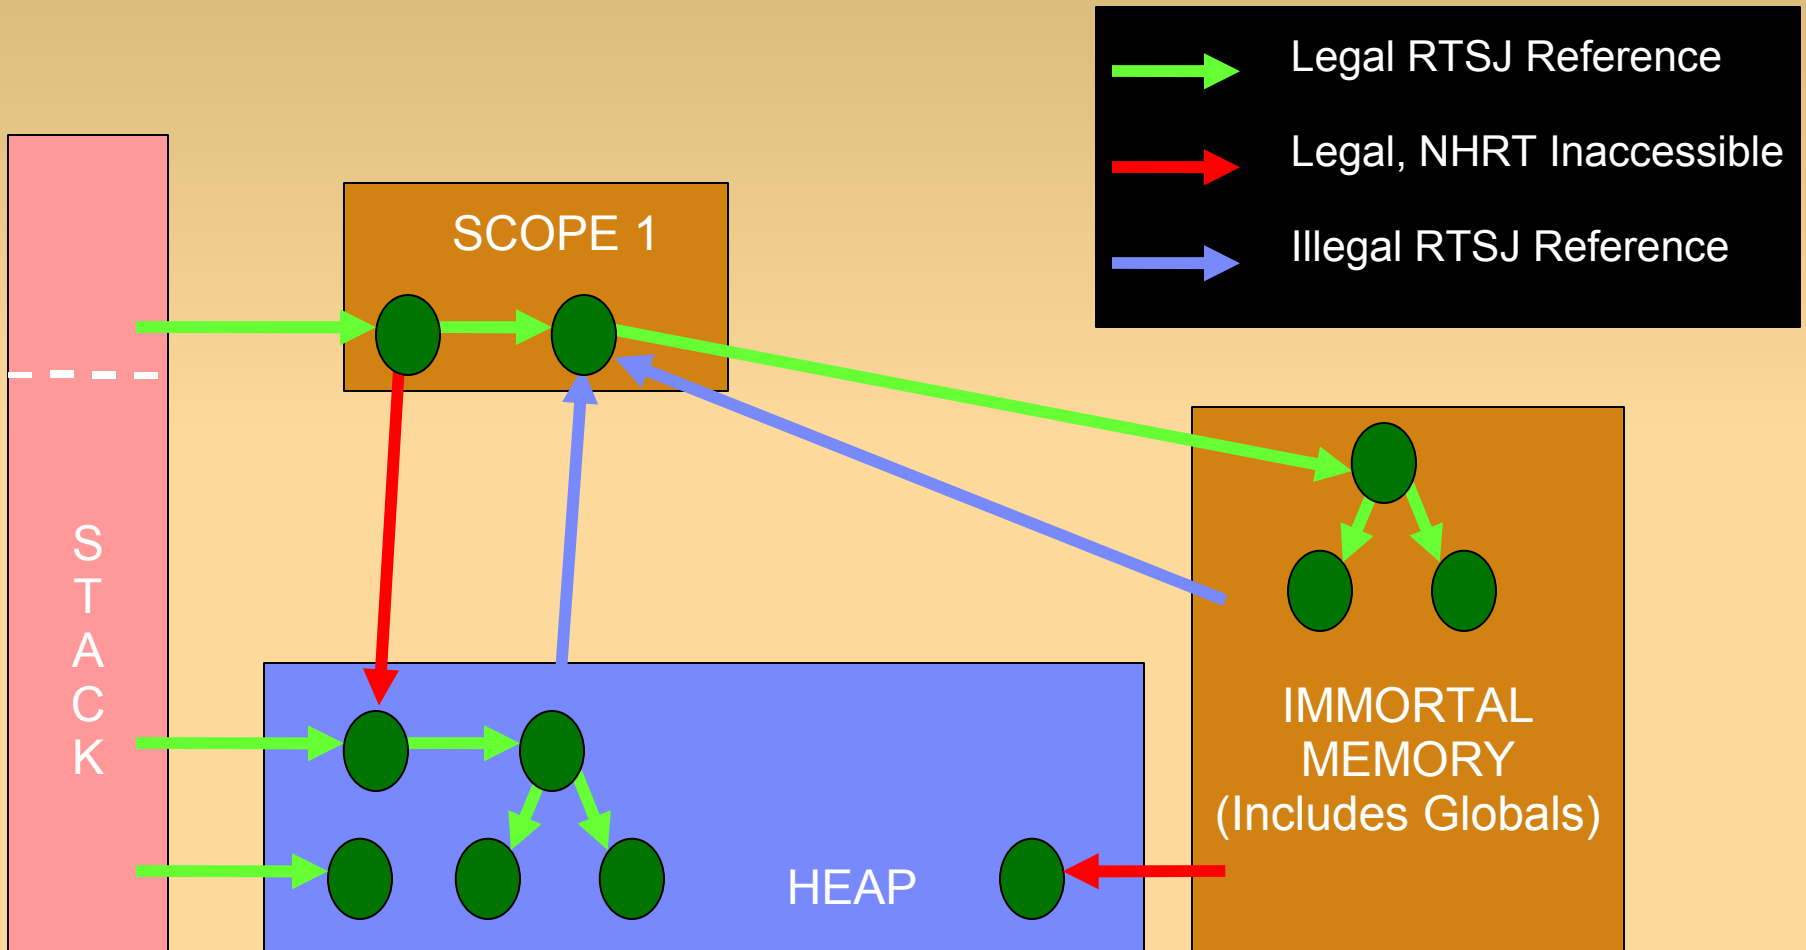 Legal RTSJ Reference
Legal, NHRT Inaccessible
Illegal RTSJ Reference
SCOPE 1
S
T
A
C
K
IMMORTAL
MEMORY
(Includes Globals)
HEAP